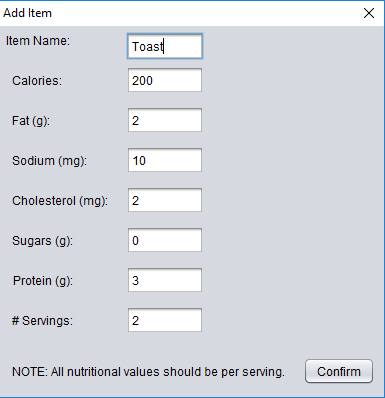 Add Item
Item Name: Toast
Calories: 200
Fat (g): 2
Sodium (mg): 10
Cholesterol (mg): 2
Sugars (g): 0
Protein (g): 3
# Servings: 2
NOTE: All nutritional values should be per serving. Confirm